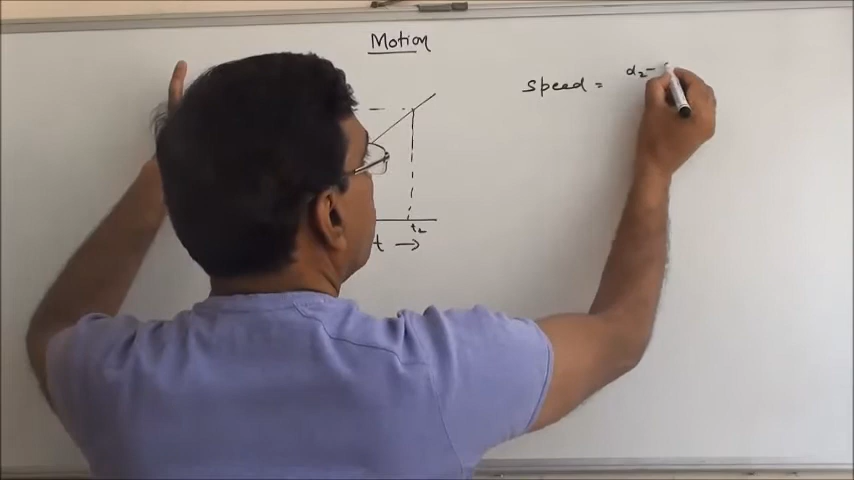 Motion
speed = d₂-
t₂
t →